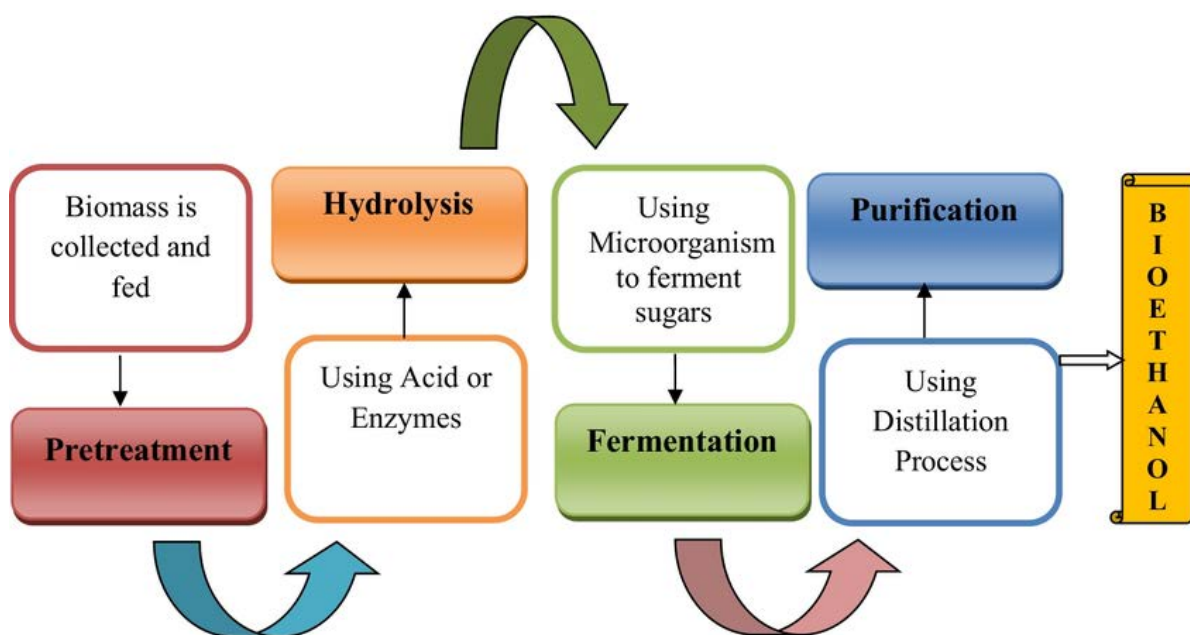 Biomass is
collected and
fed
Pretreatment
Hydrolysis
Using Acid or
Enzymes
Using
Microorganism
to ferment
sugars
Fermentation
Purification
Using
Distillation
Process
BIOETHANOL